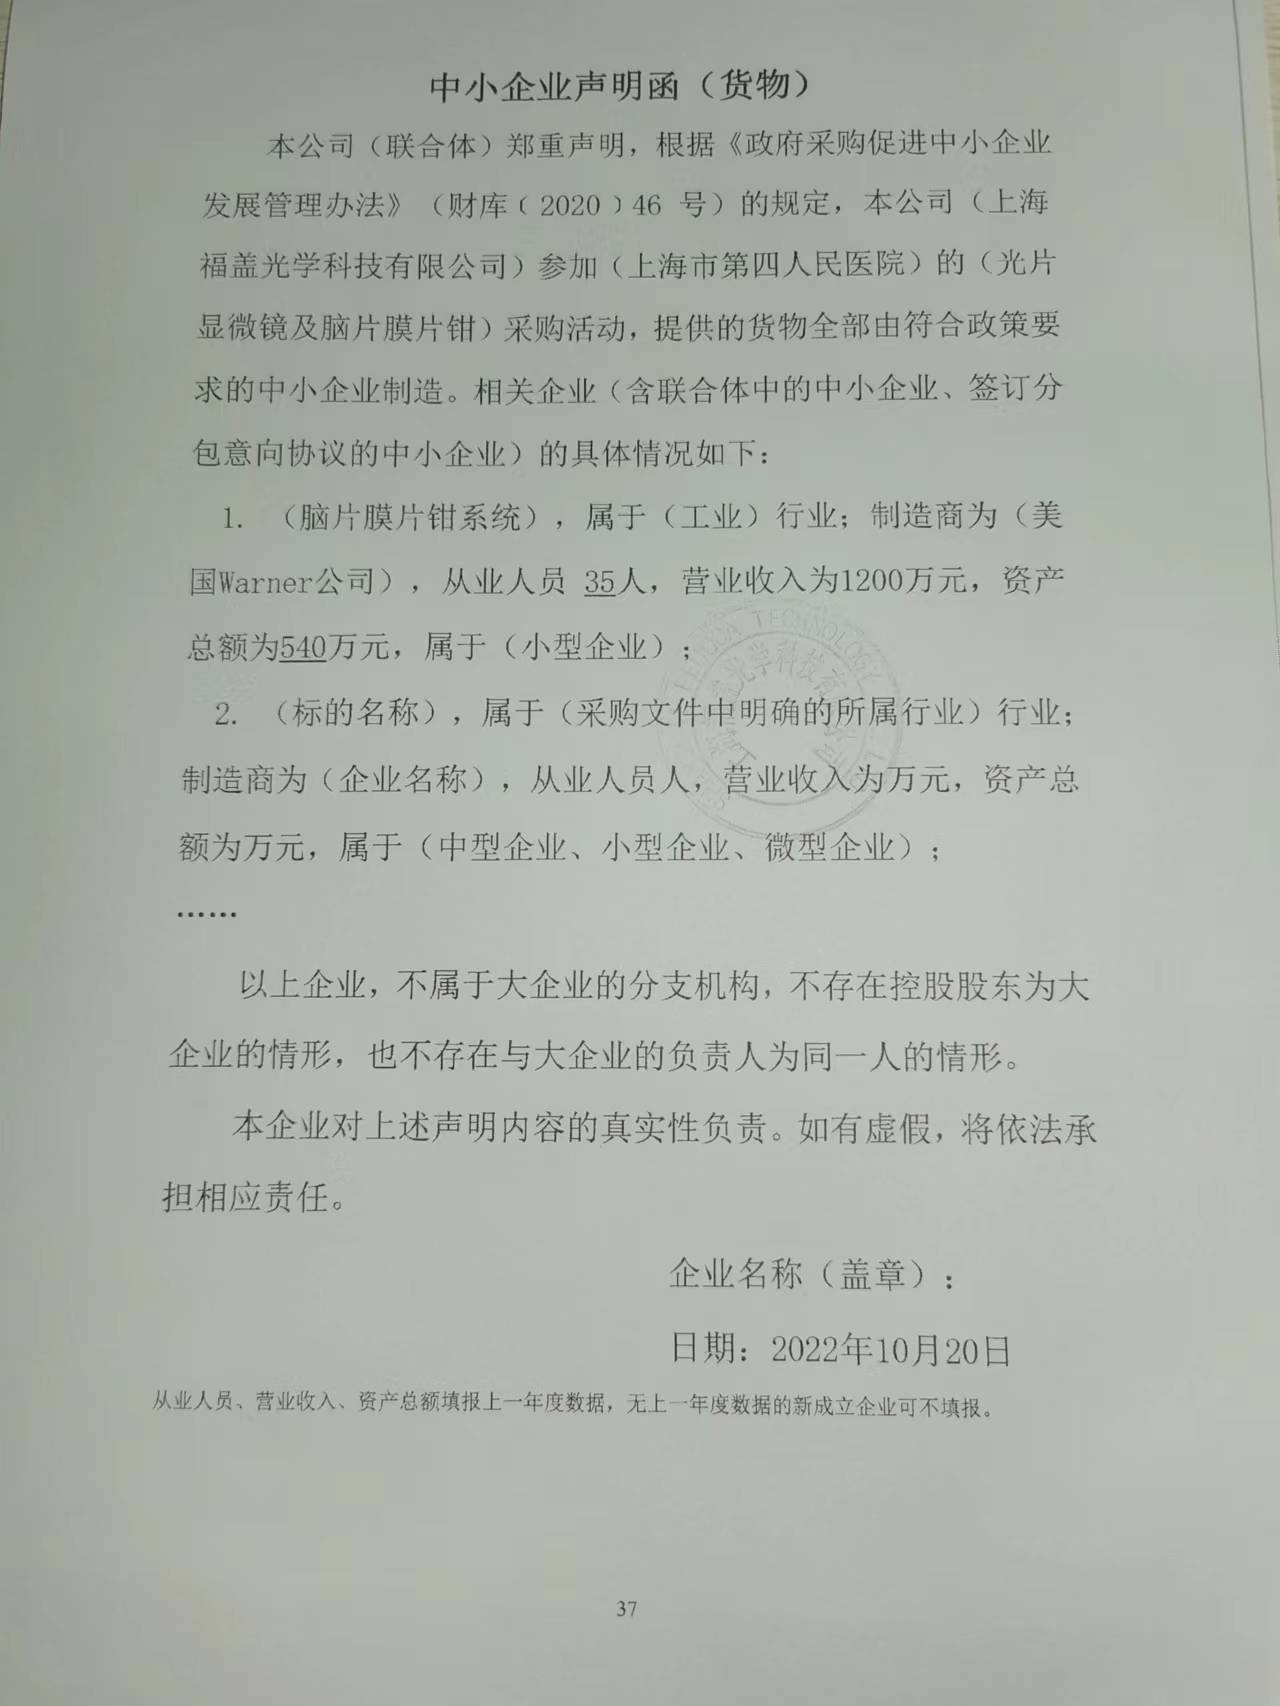 中小企业声明函（货物）
本公司（联合体）郑重声明，根据《政府采购促进中小企业
发展管理办法》（财库﹝2020﹞46 号）的规定，本公司（上海
福盖光学科技有限公司）参加（上海市第四人民医院）的（光片
显微镜及脑片膜片钳）采购活动，提供的货物全部由符合政策要
求的中小企业制造。相关企业（含联合体中的中小企业、签订分
包意向协议的中小企业）的具体情况如下：
1. （脑片膜片钳系统），属于（工业）行业；制造商为（美
国Warner公司），从业人员 35人，营业收入为1200万元，资产
总额为540万元，属于（小型企业）；
TECHNOLOGY
光学科技有
2. （标的名称），属于（采购文件中明确的所属行业）行业；
制造商为（企业名称），从业人员人，营业收入为万元，资产总
额为万元，属于（中型企业、小型企业、微型企业）；
……
以上企业，不属于大企业的分支机构，不存在控股股东为大
企业的情形，也不存在与大企业的负责人为同一人的情形。
本企业对上述声明内容的真实性负责。如有虚假，将依法承
担相应责任。
企业名称（盖章）：
日期：2022年10月20日
从业人员、营业收入、资产总额填报上一年度数据，无上一年度数据的新成立企业可不填报。
37